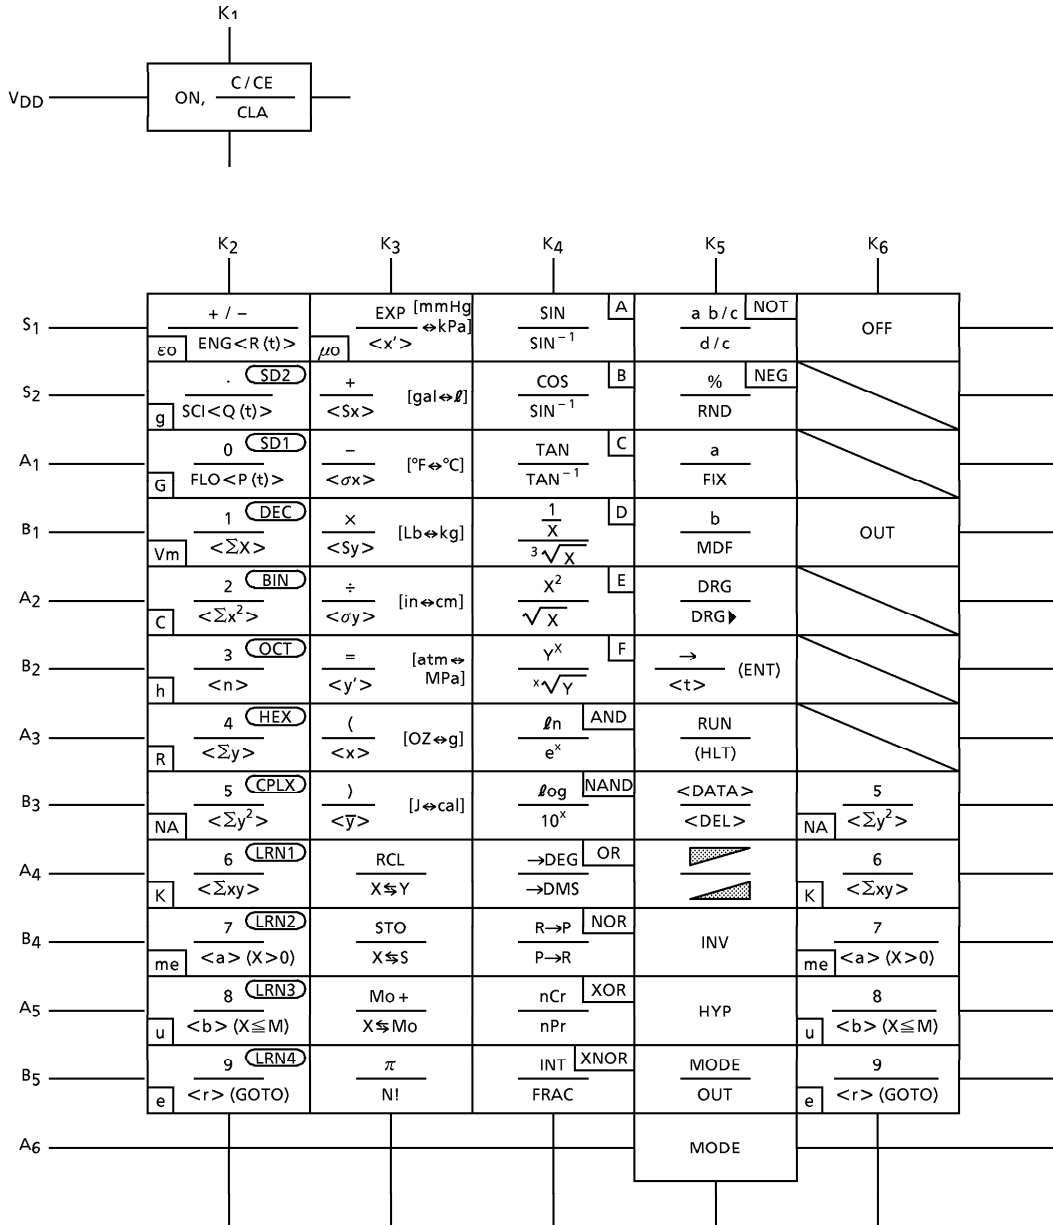 K1
VDD ON, C/CE
CLA
K2 K3 K4 K5 K6
S1 + / − ENG<R (t)> εo EXP <x′> [mmHg ↔kPa] μo SIN SIN−1 A a b/c d/c NOT OFF
S2 · SCI<Q (t)> SD2 g + <Sx> [gal↔ℓ] COS SIN−1 B % RND NEG
A1 0 FLO<P (t)> SD1 G − <σx> [°F↔°C] TAN TAN−1 C a FIX
B1 1 <ΣX> DEC Vm × <Sy> [Lb↔kg] 1/X 3√X D b MDF OUT
A2 2 <Σx2> BIN C ÷ <σy> [in↔cm] X2 √X E DRG DRG▶
B2 3 <n> OCT h = <y′> [atm↔ MPa] YX x√Y F → <t> (ENT)
A3 4 <Σy> HEX R ( <x> [OZ↔g] ℓn ex AND RUN (HLT)
B3 5 <Σy2> CPLX NA ) <y̅> [J↔cal] ℓog 10x NAND <DATA> <DEL> 5 <Σy2> NA
A4 6 <Σxy> LRN1 K RCL X⇆Y →DEG →DMS OR 6 <Σxy> K
B4 7 <a> (X>0) LRN2 me STO X⇆S R→P P→R NOR INV 7 <a> (X>0) me
A5 8 <b> (X≦M) LRN3 u Mo + X⇆Mo nCr nPr XOR HYP 8 <b> (X≦M) u
B5 9 <r> (GOTO) LRN4 e π N! INT FRAC XNOR MODE OUT 9 <r> (GOTO) e
A6 MODE